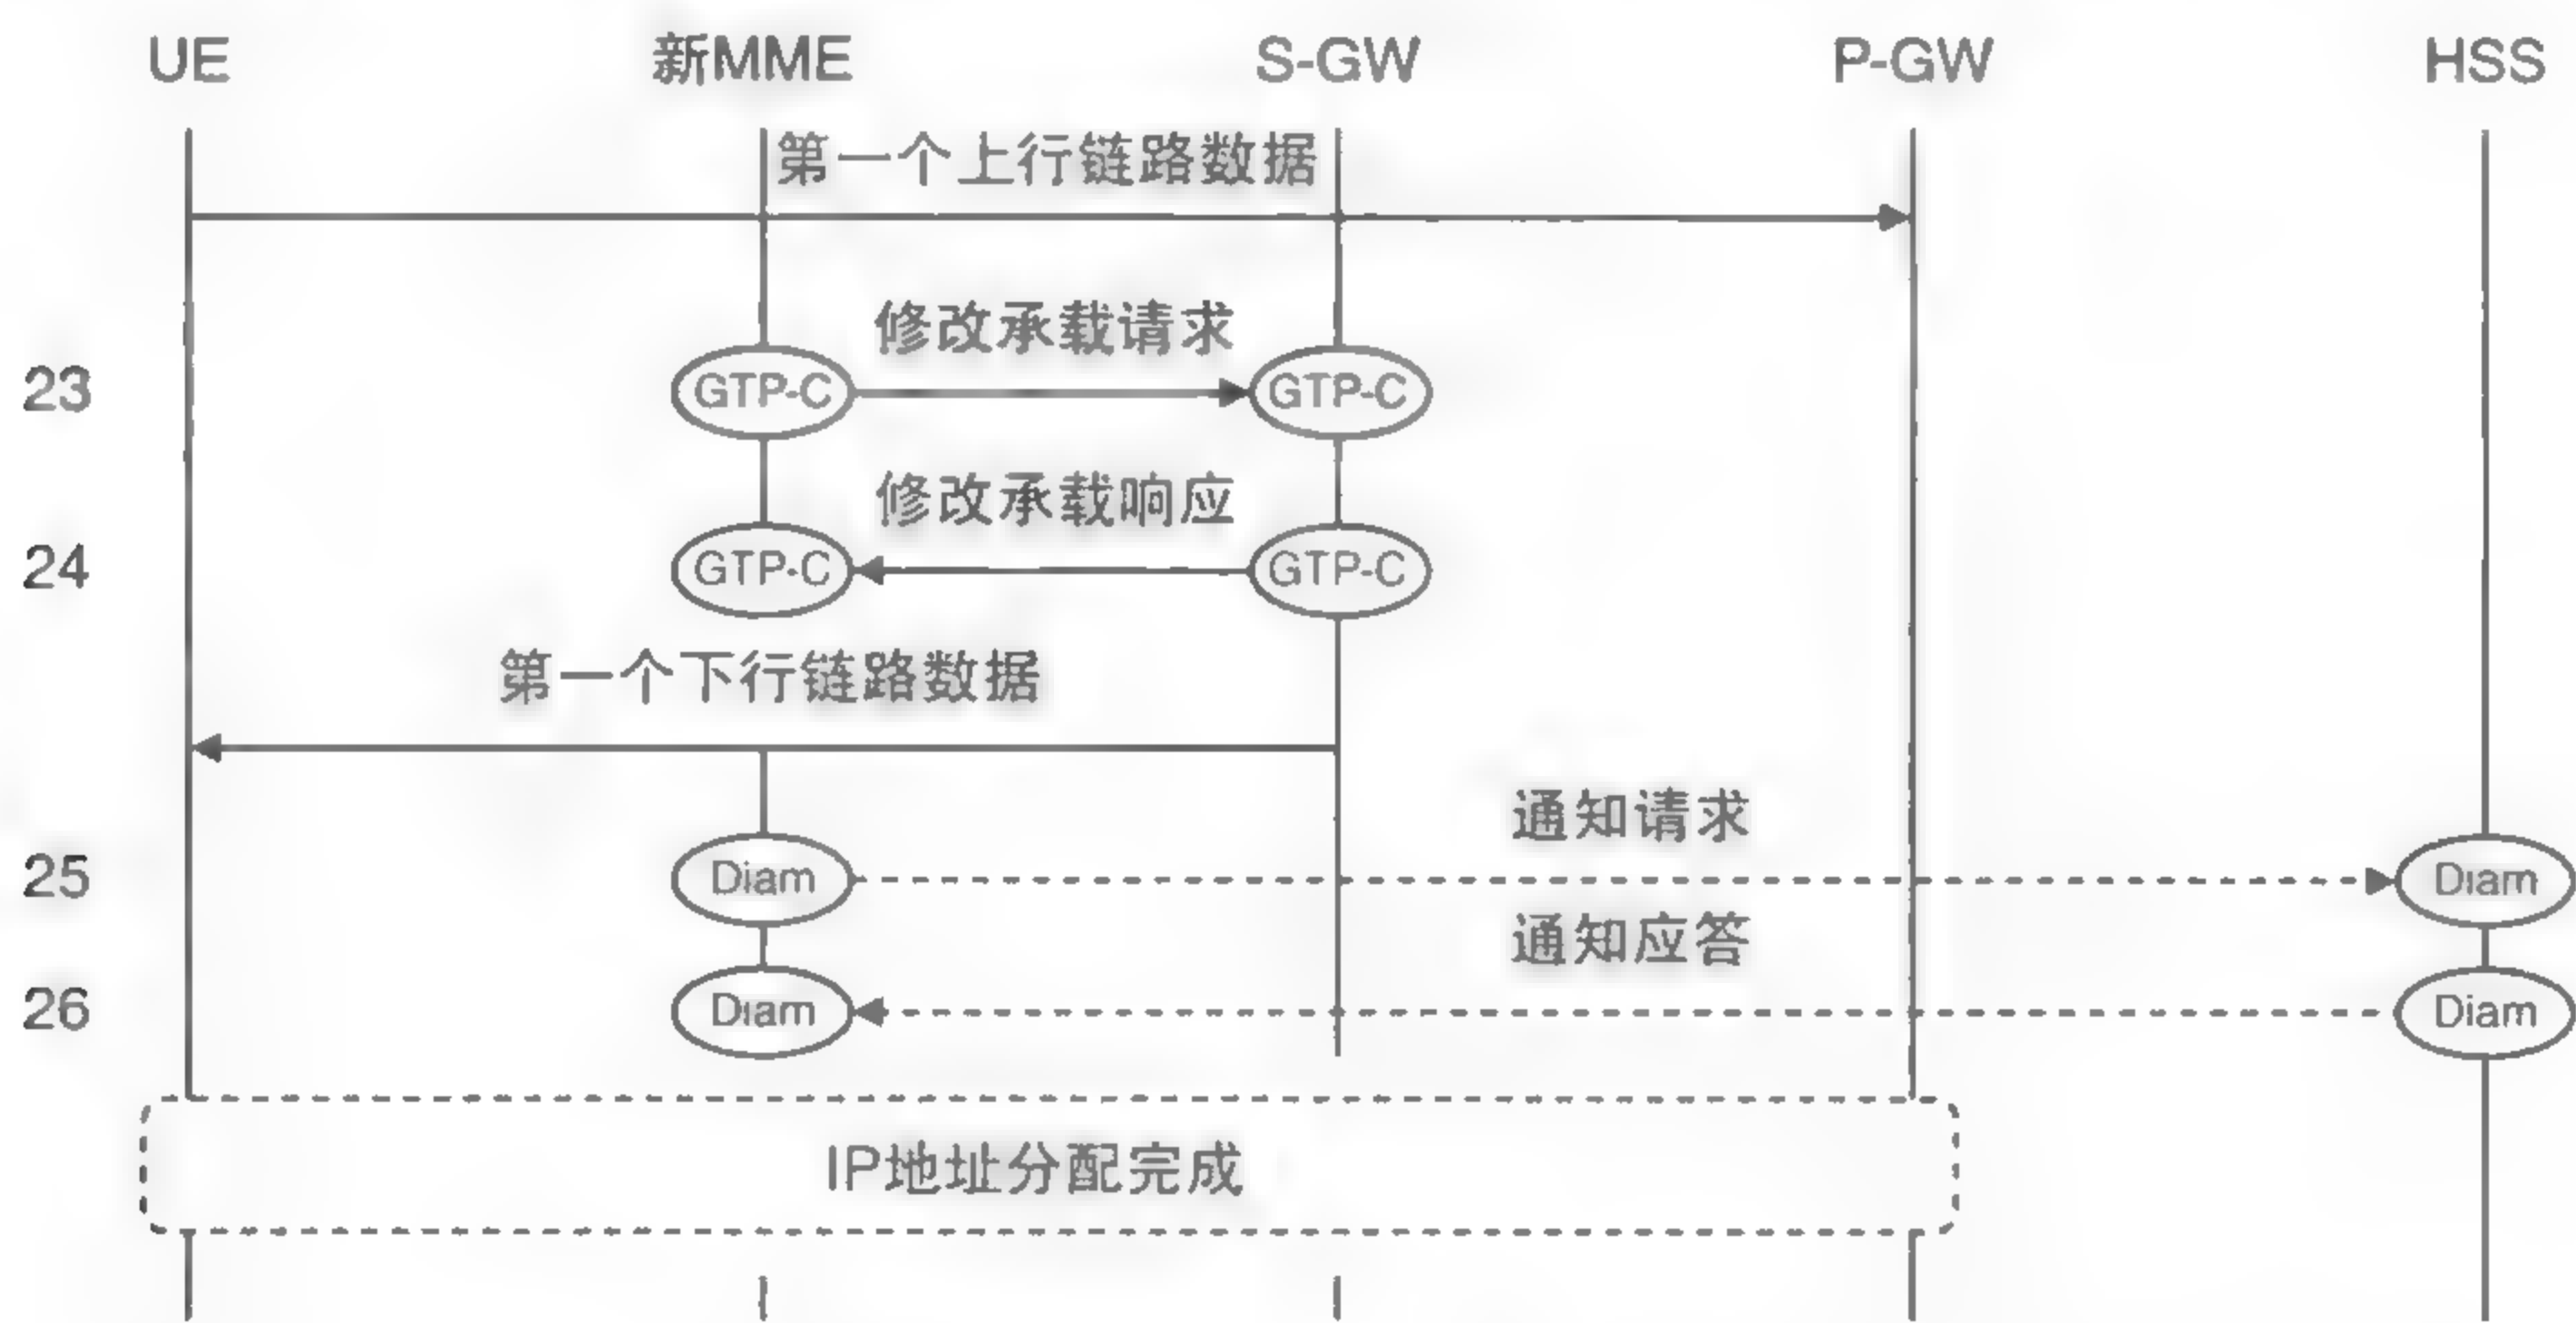 UE 新MME S-GW P-GW HSS
第一个上行链路数据
修改承载请求
23 GTP-C GTP-C
修改承载响应
24 GTP-C GTP-C
第一个下行链路数据
通知请求
25 Diam Diam
通知应答
26 Diam Diam
IP地址分配完成